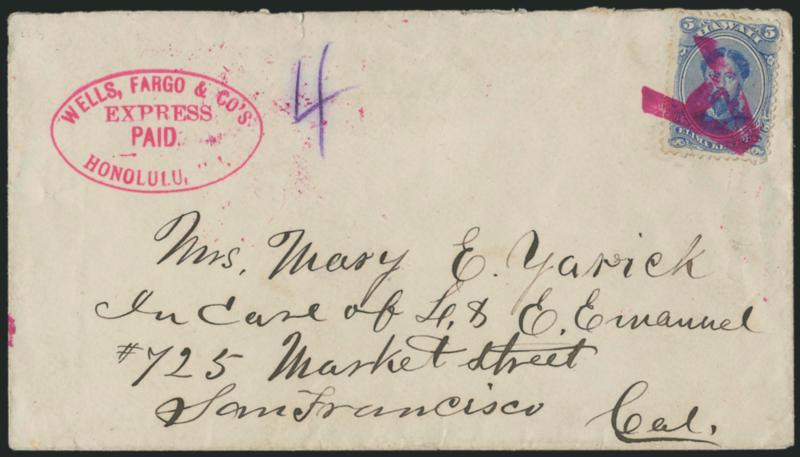 WELLS, FARGO & CO'S
EXPRESS
PAID.
HONOLULU,
4
5 HAWAII 5
Mrs. Mary E. Yarick
In Care of L. & E. Emanuel
#725 Market street
San Francisco Cal.